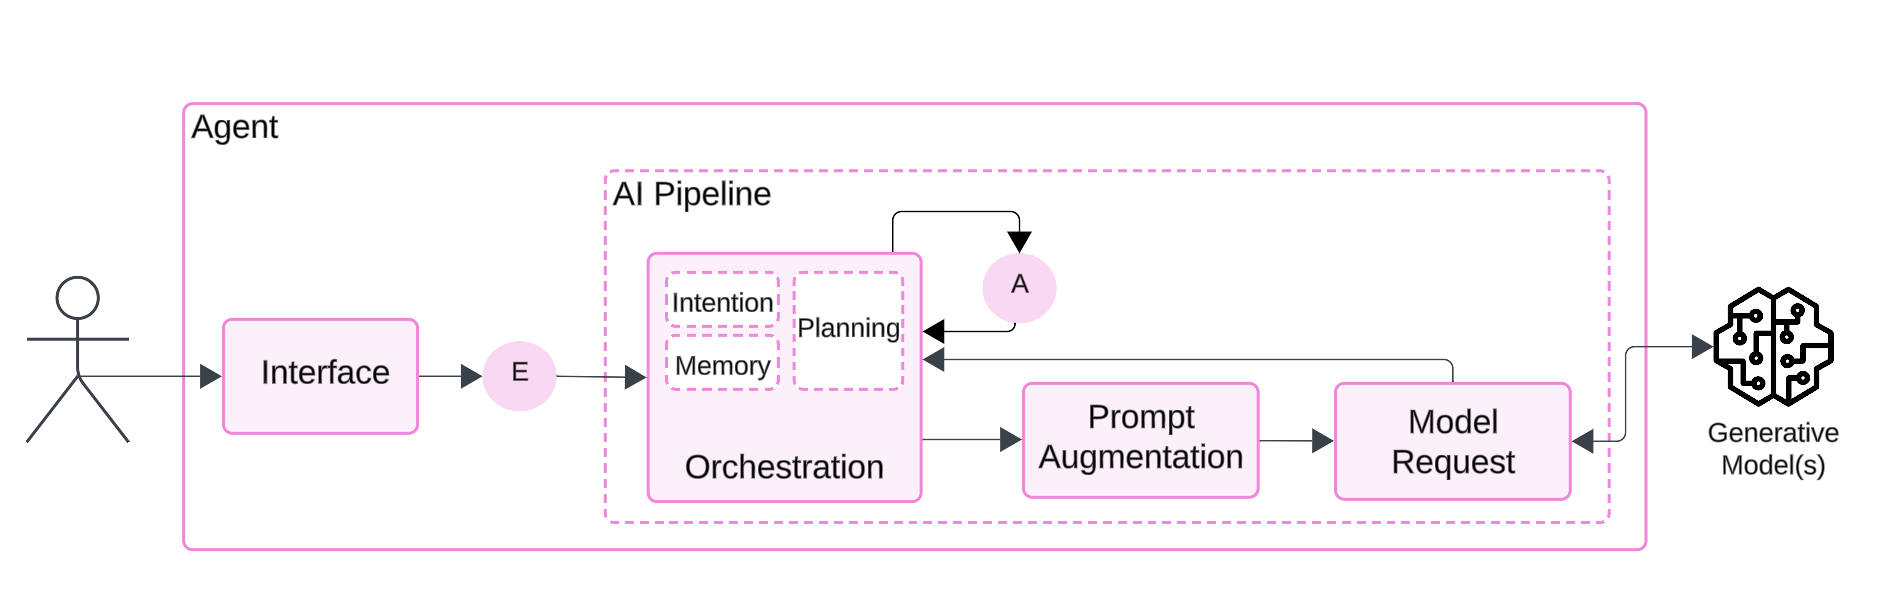 Agent
AI Pipeline
Interface
E
Intention
Memory
Planning
Orchestration
A
Prompt
Augmentation
Model
Request
Generative
Model(s)